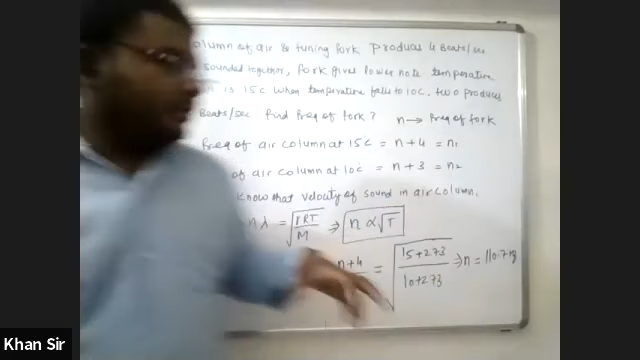 olumn of air & tuning fork produces 4 Beats/sec
sounded together, fork gives lower note temperature
is 15C when temperature falls to 10C, two produces
Beats/sec find freq of fork? n → freq of fork
freq of air column at 15C = n+4 = n₁
of air column at 10C = n+3 = n₂
know that velocity of sound in air column.
nλ = √(γRT/M) ⇒ n ∝ √T
n+4 = √(15+273/10+273) ⇒ n = 110.7
Khan Sir